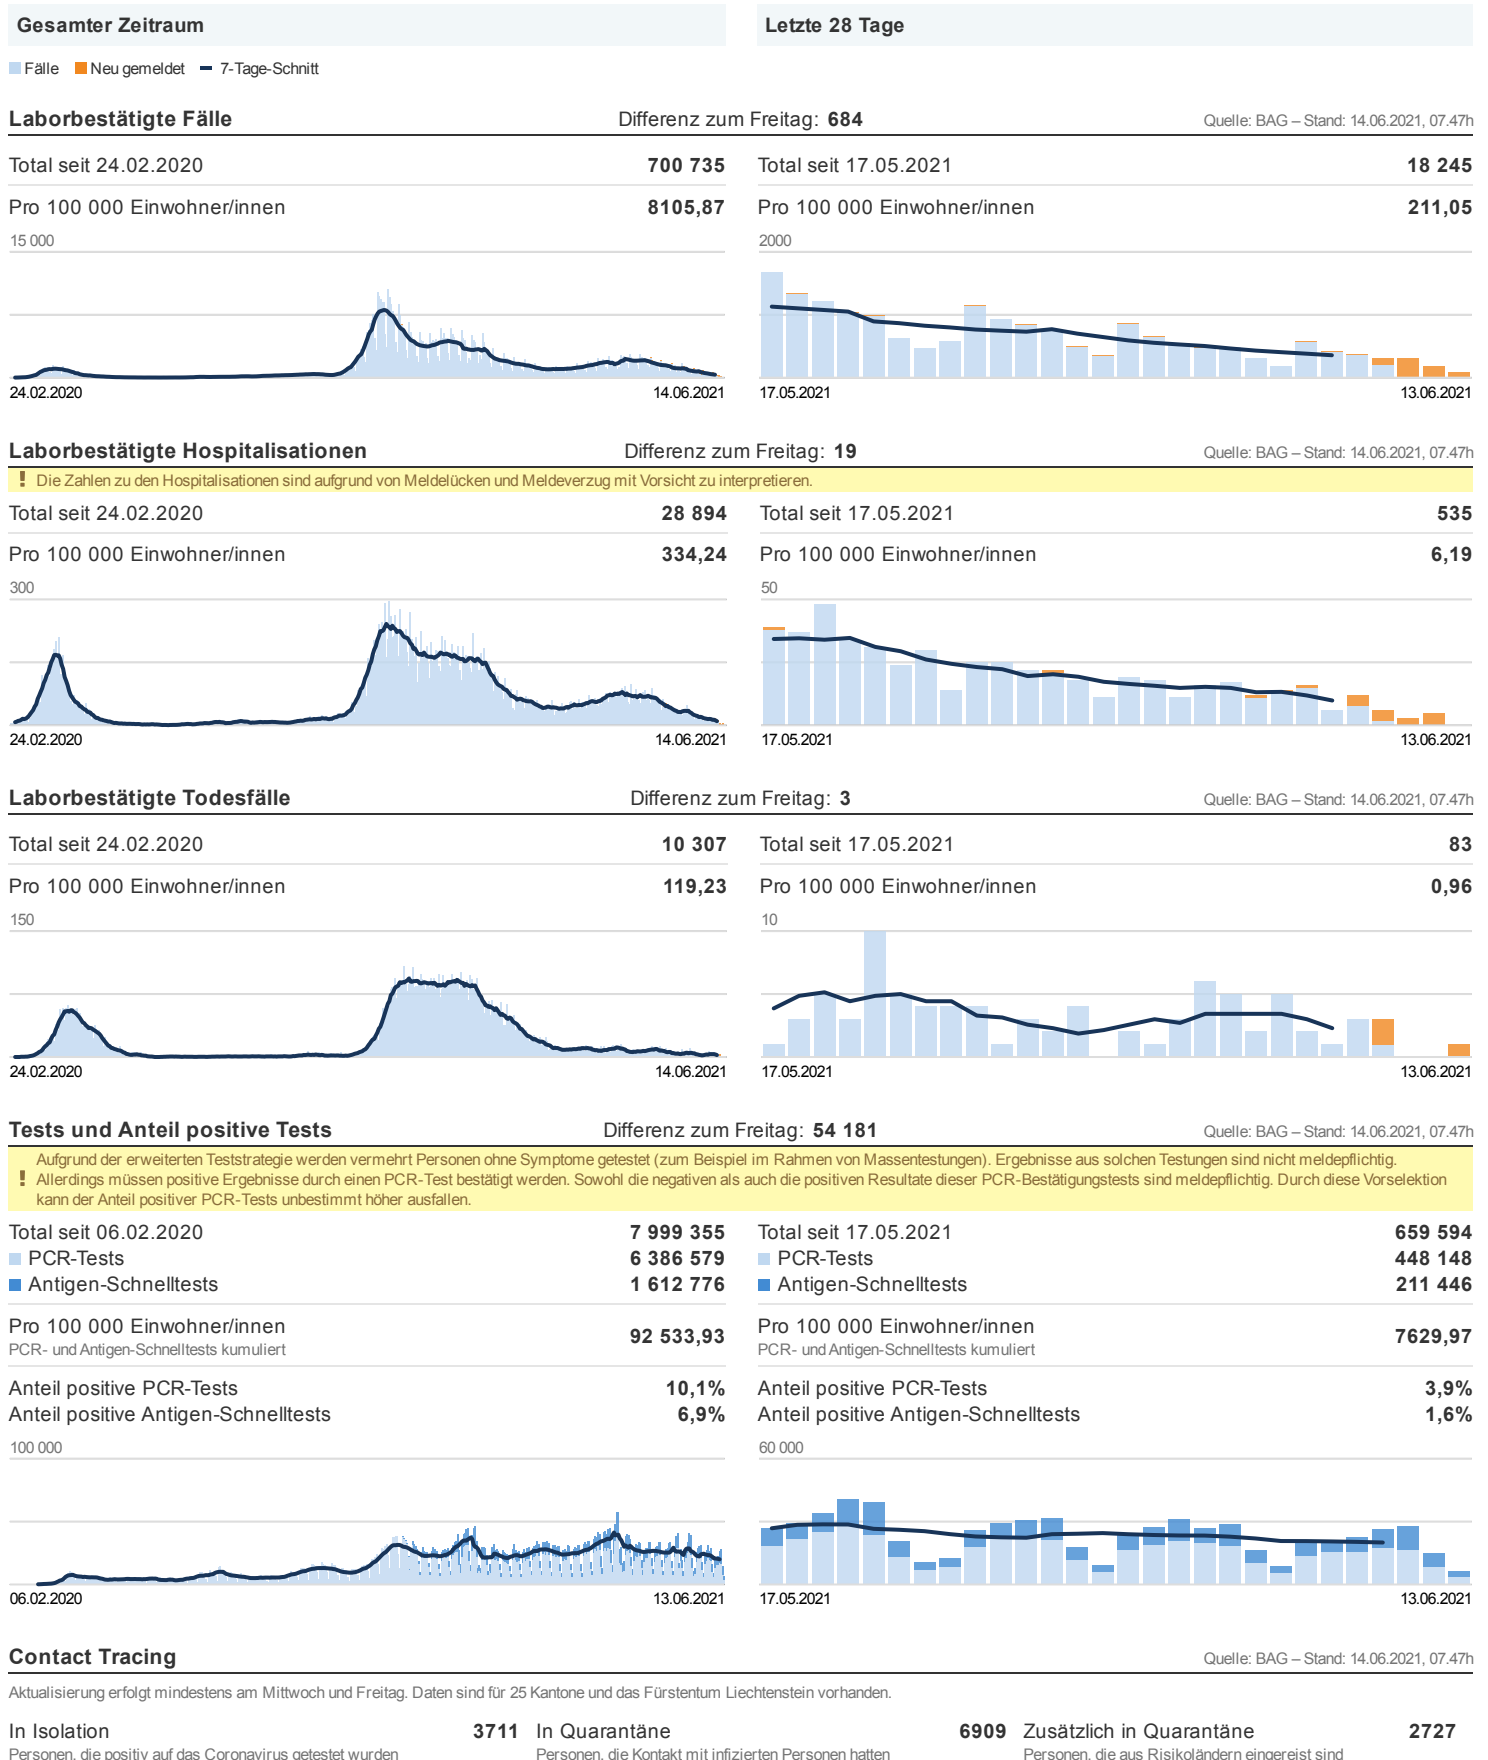 Gesamter Zeitraum
Letzte 28 Tage
Fälle Neu gemeldet 7-Tage-Schnitt
Laborbestätigte Fälle Differenz zum Freitag: 684 Quelle: BAG – Stand: 14.06.2021, 07.47h
Total seit 24.02.2020 700 735 Total seit 17.05.2021 18 245
Pro 100 000 Einwohner/innen 8105,87 Pro 100 000 Einwohner/innen 211,05
15 000 2000
24.02.2020 14.06.2021 17.05.2021 13.06.2021
Laborbestätigte Hospitalisationen Differenz zum Freitag: 19 Quelle: BAG – Stand: 14.06.2021, 07.47h
! Die Zahlen zu den Hospitalisationen sind aufgrund von Meldelücken und Meldeverzug mit Vorsicht zu interpretieren.
Total seit 24.02.2020 28 894 Total seit 17.05.2021 535
Pro 100 000 Einwohner/innen 334,24 Pro 100 000 Einwohner/innen 6,19
300 50
24.02.2020 14.06.2021 17.05.2021 13.06.2021
Laborbestätigte Todesfälle Differenz zum Freitag: 3 Quelle: BAG – Stand: 14.06.2021, 07.47h
Total seit 24.02.2020 10 307 Total seit 17.05.2021 83
Pro 100 000 Einwohner/innen 119,23 Pro 100 000 Einwohner/innen 0,96
150 10
24.02.2020 14.06.2021 17.05.2021 13.06.2021
Tests und Anteil positive Tests Differenz zum Freitag: 54 181 Quelle: BAG – Stand: 14.06.2021, 07.47h
Aufgrund der erweiterten Teststrategie werden vermehrt Personen ohne Symptome getestet (zum Beispiel im Rahmen von Massentestungen). Ergebnisse aus solchen Testungen sind nicht meldepflichtig.
! Allerdings müssen positive Ergebnisse durch einen PCR-Test bestätigt werden. Sowohl die negativen als auch die positiven Resultate dieser PCR-Bestätigungstests sind meldepflichtig. Durch diese Vorselektion
kann der Anteil positiver PCR-Tests unbestimmt höher ausfallen.
Total seit 06.02.2020 7 999 355 Total seit 17.05.2021 659 594
PCR-Tests 6 386 579 PCR-Tests 448 148
Antigen-Schnelltests 1 612 776 Antigen-Schnelltests 211 446
Pro 100 000 Einwohner/innen 92 533,93 Pro 100 000 Einwohner/innen 7629,97
PCR- und Antigen-Schnelltests kumuliert PCR- und Antigen-Schnelltests kumuliert
Anteil positive PCR-Tests 10,1% Anteil positive PCR-Tests 3,9%
Anteil positive Antigen-Schnelltests 6,9% Anteil positive Antigen-Schnelltests 1,6%
100 000 60 000
06.02.2020 13.06.2021 17.05.2021 13.06.2021
Contact Tracing Quelle: BAG – Stand: 14.06.2021, 07.47h
Aktualisierung erfolgt mindestens am Mittwoch und Freitag. Daten sind für 25 Kantone und das Fürstentum Liechtenstein vorhanden.
In Isolation 3711 In Quarantäne 6909 Zusätzlich in Quarantäne 2727
Personen, die positiv auf das Coronavirus getestet wurden Personen, die Kontakt mit infizierten Personen hatten Personen, die aus Risikoländern eingereist sind